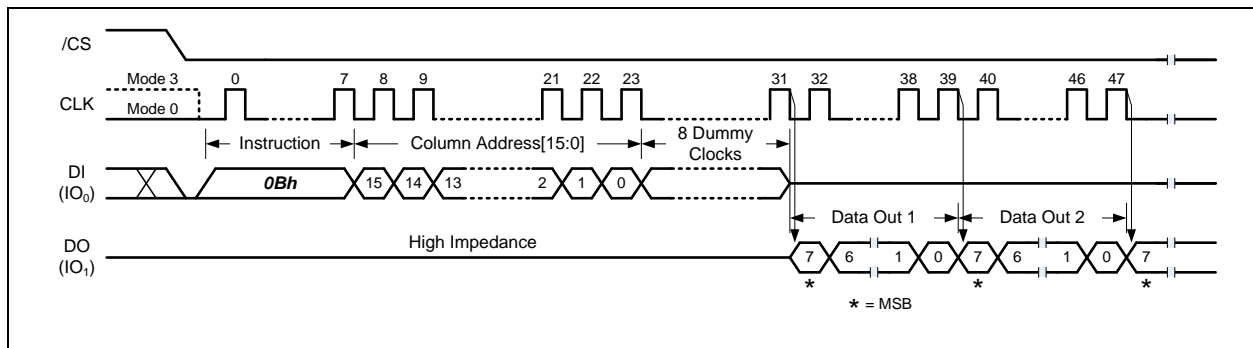 /CS
Mode 3 0 7 8 9 21 22 23 31 32 38 39 40 46 47
CLK
Mode 0
Instruction Column Address[15:0] 8 Dummy Clocks
DI
(IO0)
0Bh 15 14 13 2 1 0
Data Out 1 Data Out 2
DO
(IO1)
High Impedance
7 6 1 0 7 6 1 0 7
* * *
* = MSB